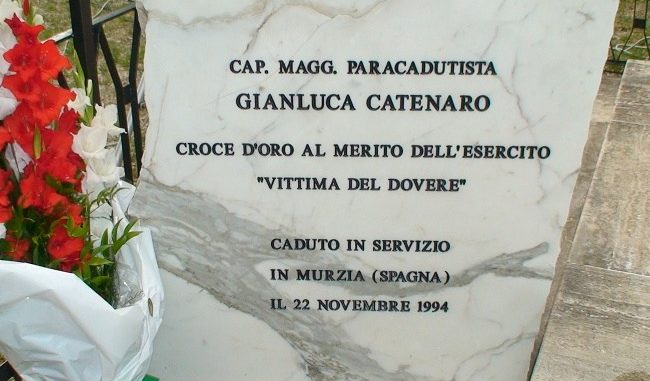 CAP. MAGG. PARACADUTISTA
GIANLUCA CATENARO
CROCE D'ORO AL MERITO DELL'ESERCITO
"VITTIMA DEL DOVERE"
CADUTO IN SERVIZIO
IN MURZIA (SPAGNA)
IL 22 NOVEMBRE 1994